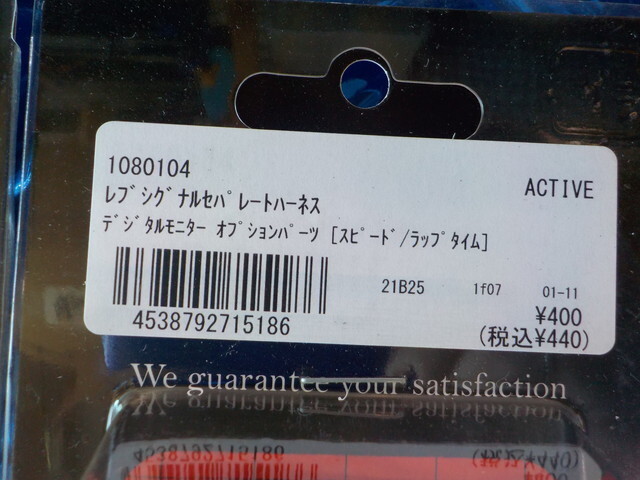 1080104
ACTIVE
ﾚﾌﾞｼｸﾞﾅﾙｾﾊﾟﾚｰﾄﾊｰﾈｽ
ﾃﾞｼﾞﾀﾙﾓﾆﾀｰ ｵﾌﾟｼｮﾝﾊﾟｰﾂ [ｽﾋﾟｰﾄﾞ/ﾗｯﾌﾟﾀｲﾑ]
21B25 1f07 01-11
¥400
4538792715186
(税込¥440)
We guarantee your satisfaction